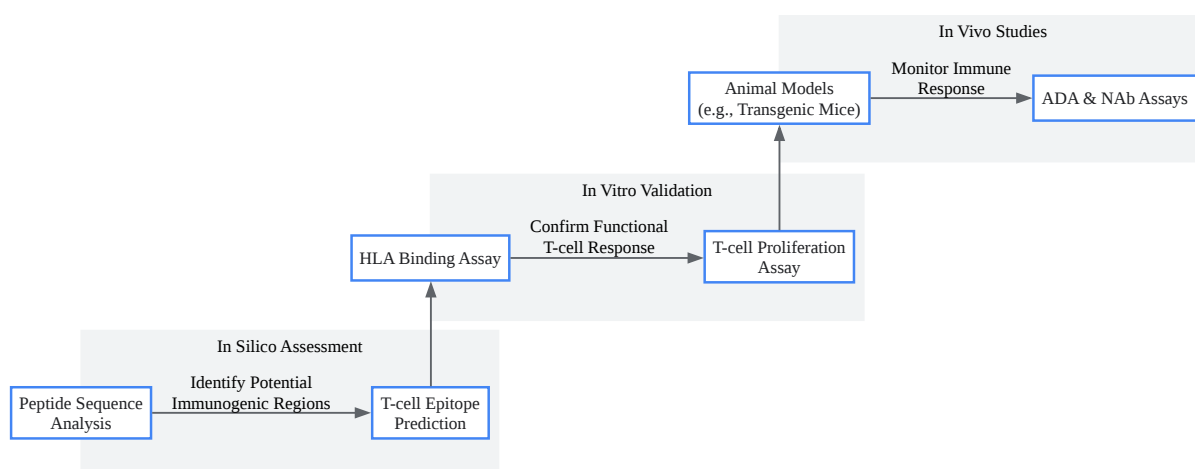 In Vivo Studies
Monitor Immune
Response
Animal Models
(e.g., Transgenic Mice)
ADA & NAb Assays
In Vitro Validation
Confirm Functional
T-cell Response
HLA Binding Assay
T-cell Proliferation
Assay
In Silico Assessment
Identify Potential
Immunogenic Regions
Peptide Sequence
Analysis
T-cell Epitope
Prediction